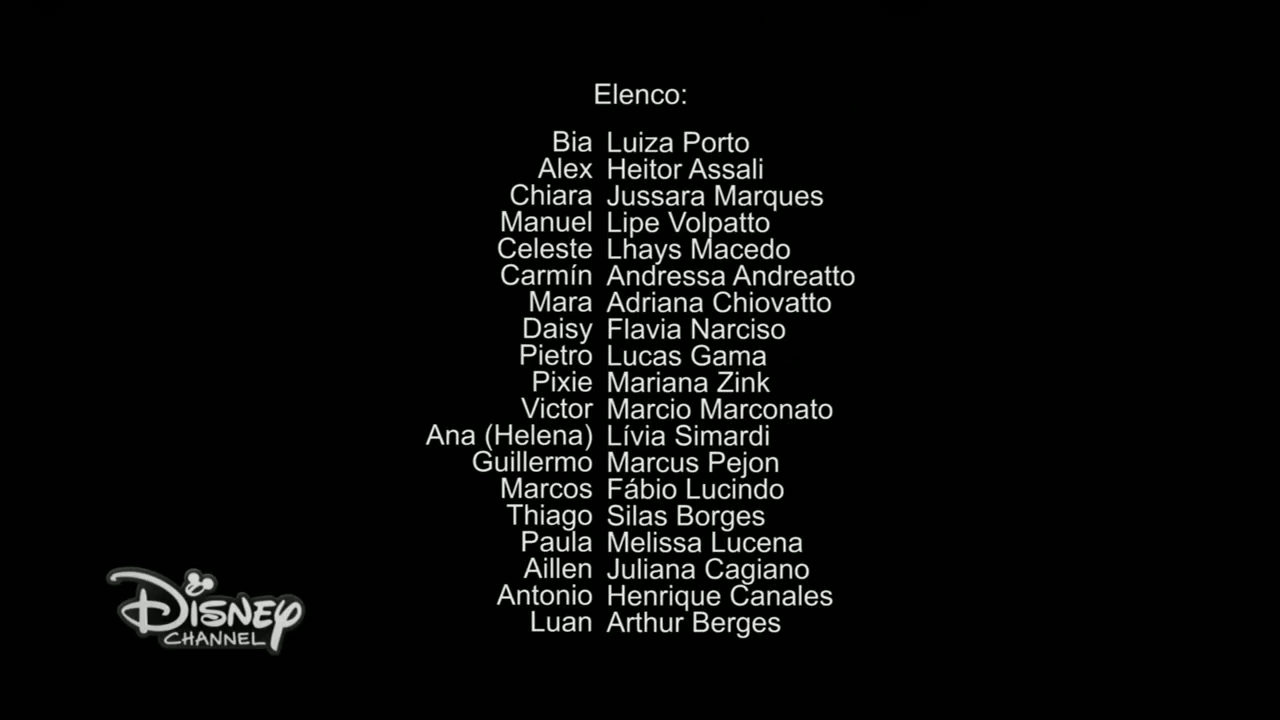 Elenco:
Bia Luiza Porto
Alex Heitor Assali
Chiara Jussara Marques
Manuel Lipe Volpatto
Celeste Lhays Macedo
Carmín Andressa Andreatto
Mara Adriana Chiovatto
Daisy Flavia Narciso
Pietro Lucas Gama
Pixie Mariana Zink
Victor Marcio Marconato
Ana (Helena) Lívia Simardi
Guillermo Marcus Pejon
Marcos Fábio Lucindo
Thiago Silas Borges
Paula Melissa Lucena
Aillen Juliana Cagiano
Antonio Henrique Canales
Luan Arthur Berges
Disney
CHANNEL